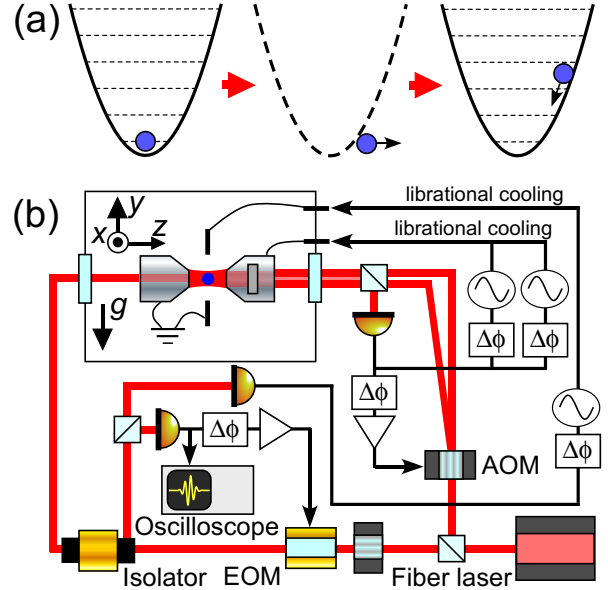 (a)
(b)
y
x
z
g
librational cooling
librational cooling
Δϕ
Δϕ
Δϕ
Δϕ
Δϕ
AOM
Oscilloscope
Isolator
EOM
Fiber laser